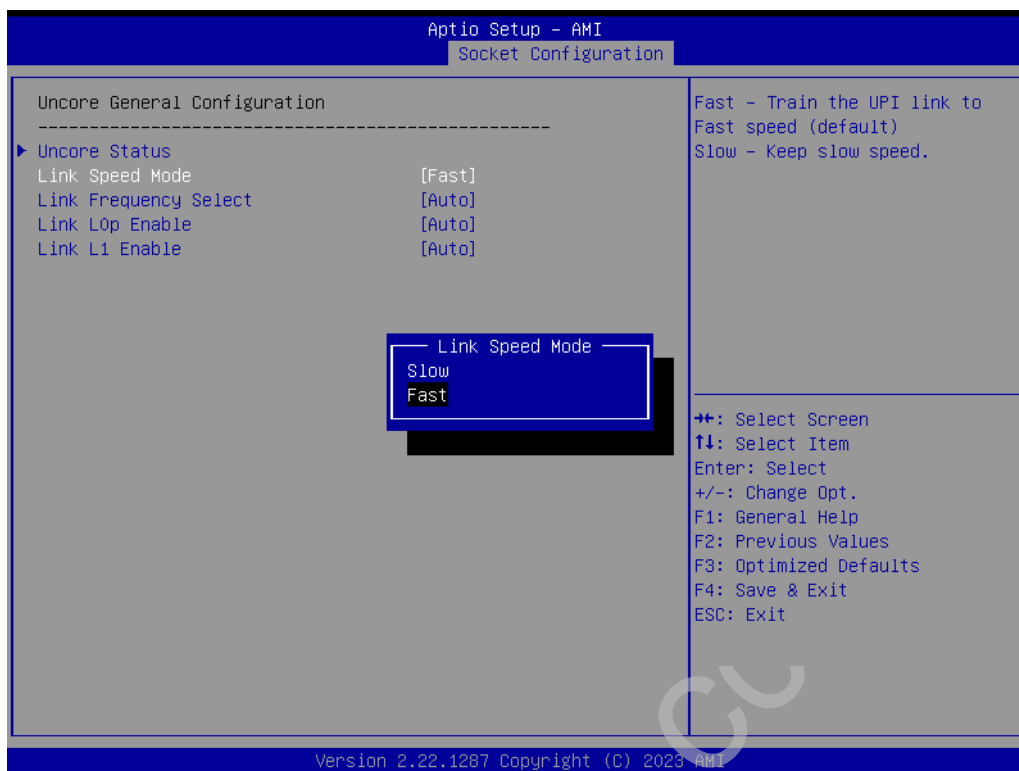 Aptio Setup – AMI
Socket Configuration
Uncore General Configuration
--------------------------------------------------
Uncore Status
Link Speed Mode [Fast]
Link Frequency Select [Auto]
Link L0p Enable [Auto]
Link L1 Enable [Auto]
Link Speed Mode
Slow
Fast
Fast – Train the UPI link to
Fast speed (default)
Slow – Keep slow speed.
→←: Select Screen
↑↓: Select Item
Enter: Select
+/-: Change Opt.
F1: General Help
F2: Previous Values
F3: Optimized Defaults
F4: Save & Exit
ESC: Exit
Version 2.22.1287 Copyright (C) 2023 AMI